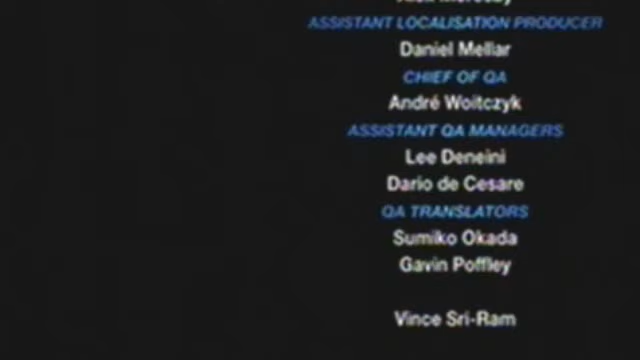 ASSISTANT LOCALISATION PRODUCER
Daniel Mellar
CHIEF OF QA
André Woitczyk
ASSISTANT QA MANAGERS
Lee Deneini
Dario de Cesare
QA TRANSLATORS
Sumiko Okada
Gavin Poffley
Vince Sri-Ram